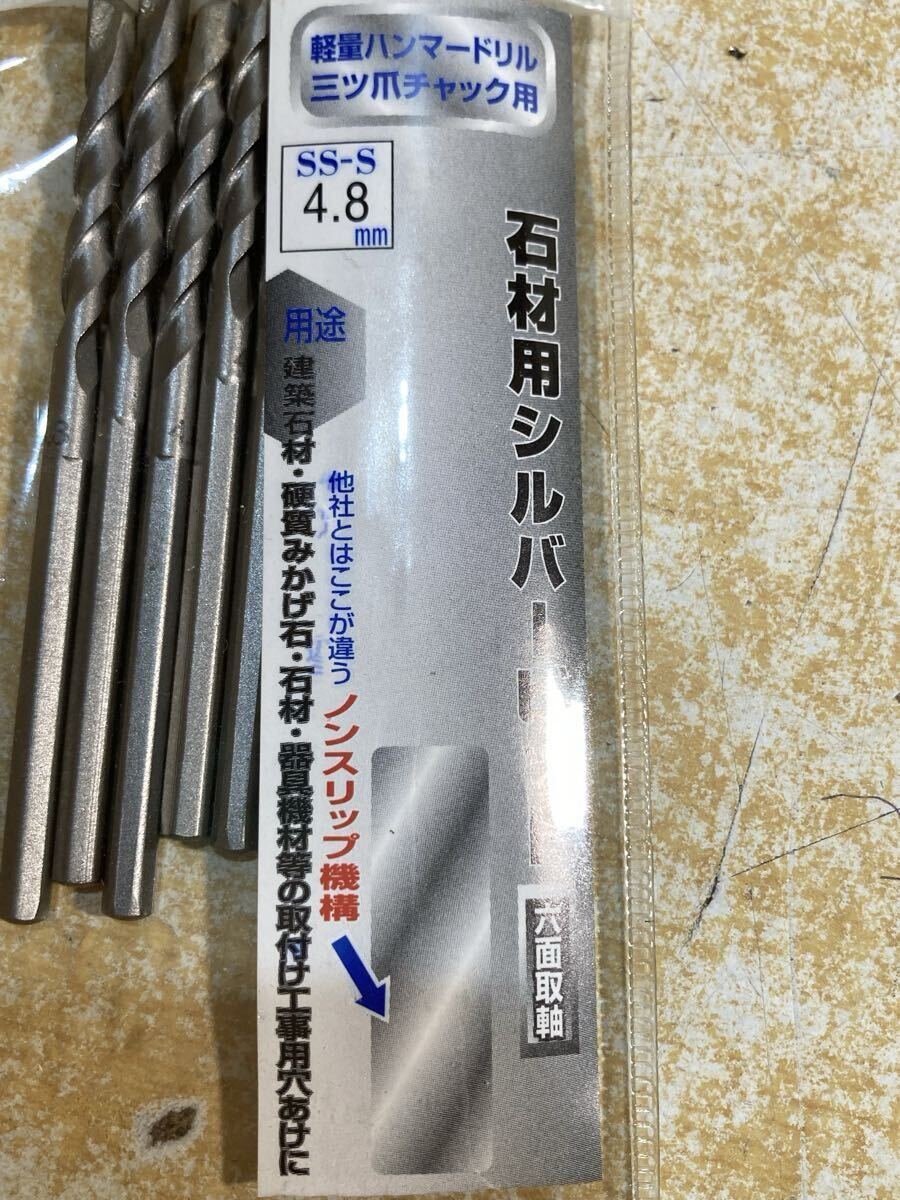 軽量ハンマードリル
三ツ爪チャック用
SS-S
4.8
mm
石材用シルバー
六面取軸
用途
建築石材・硬質みかげ石・石材・器具機材等の取付け工事用穴あけに
他社とはここが違う
ノンスリップ機構